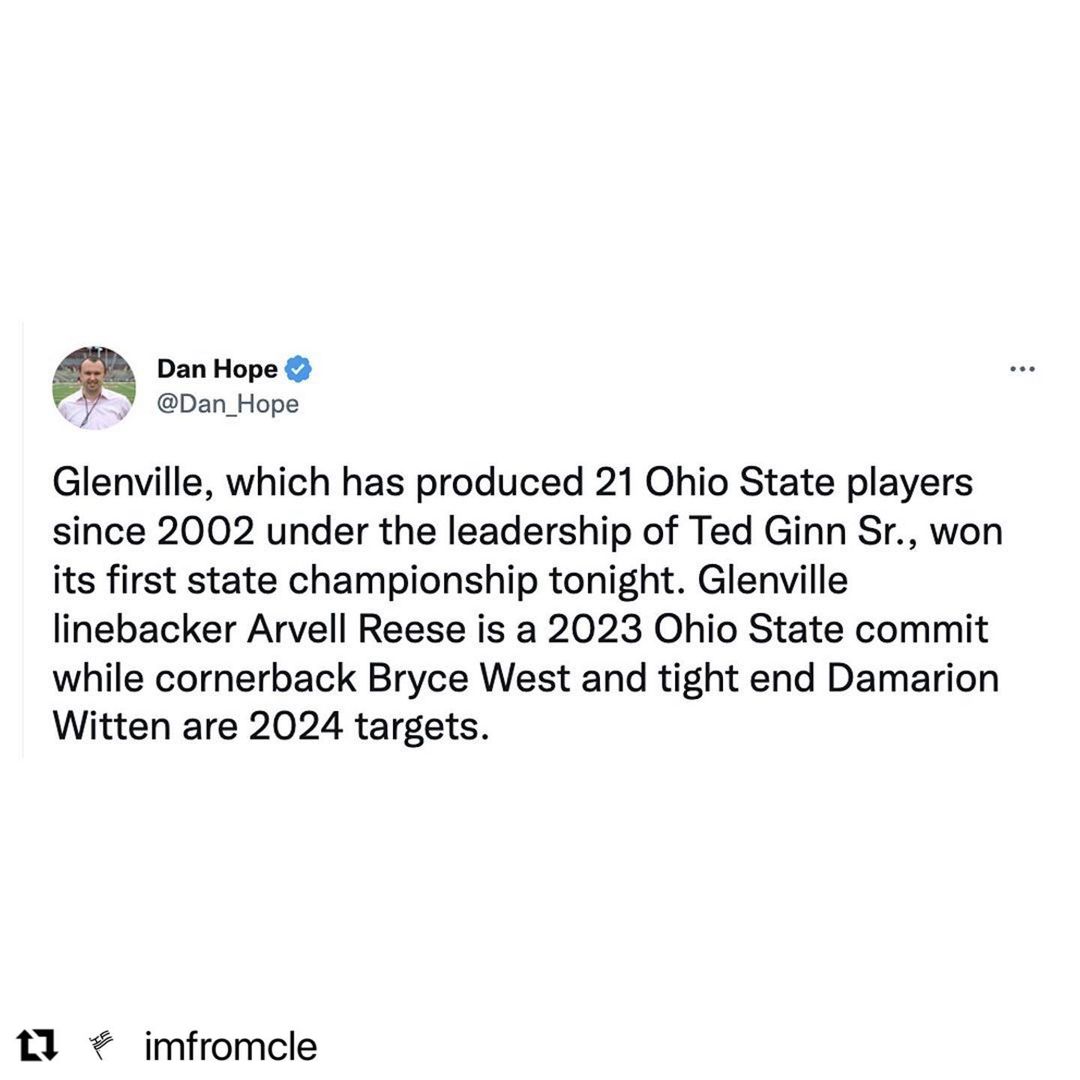 Dan Hope
@Dan_Hope
Glenville, which has produced 21 Ohio State players
since 2002 under the leadership of Ted Ginn Sr., won
its first state championship tonight. Glenville
linebacker Arvell Reese is a 2023 Ohio State commit
while cornerback Bryce West and tight end Damarion
Witten are 2024 targets.
imfromcle